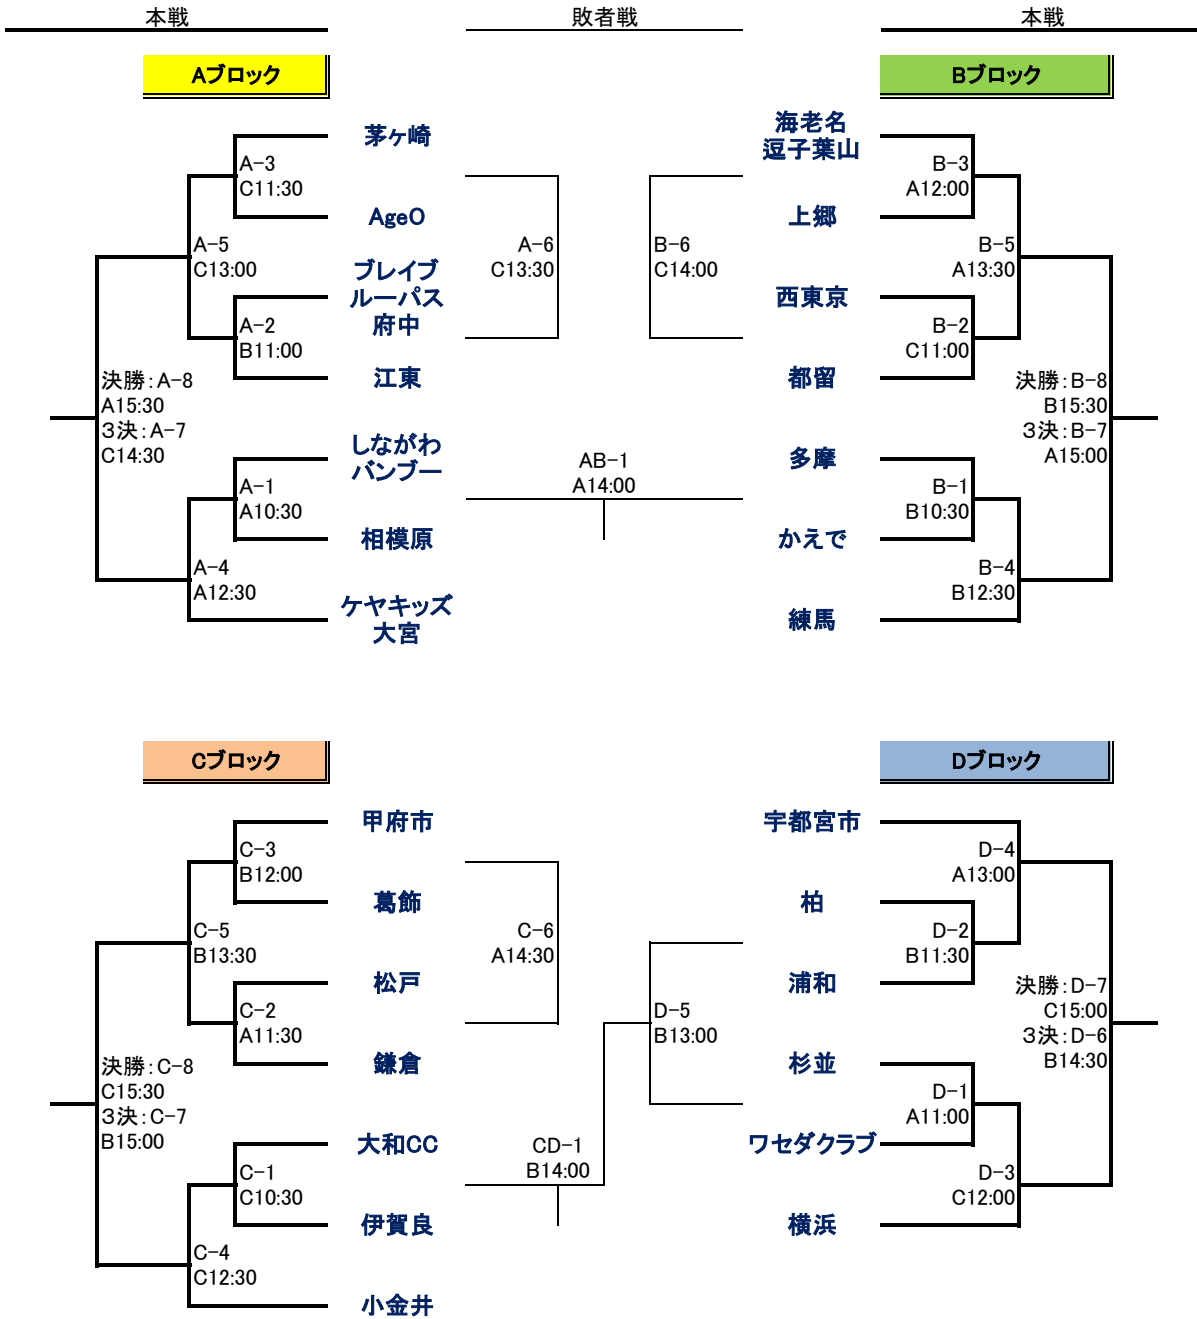 本戦
敗者戦
本戦
Aブロック
Bブロック
茅ヶ崎
海老名
逗子葉山
A-3
C11:30
B-3
A12:00
AgeO
上郷
A-5
C13:00
A-6
C13:30
B-6
C14:00
B-5
A13:30
ブレイブ
ルーパス
府中
西東京
A-2
B11:00
B-2
C11:00
江東
都留
決勝:A-8
A15:30
3決:A-7
C14:30
決勝:B-8
B15:30
3決:B-7
A15:00
しながわ
バンブー
多摩
AB-1
A14:00
A-1
A10:30
B-1
B10:30
相模原
かえで
A-4
A12:30
B-4
B12:30
ケヤキッズ
大宮
練馬
Cブロック
Dブロック
甲府市
宇都宮市
C-3
B12:00
D-4
A13:00
葛飾
柏
C-5
B13:30
C-6
A14:30
D-2
B11:30
松戸
浦和
C-2
A11:30
D-5
B13:00
決勝:D-7
C15:00
3決:D-6
B14:30
鎌倉
杉並
決勝:C-8
C15:30
3決:C-7
B15:00
D-1
A11:00
大和CC
ワセダクラブ
CD-1
B14:00
C-1
C10:30
D-3
C12:00
伊賀良
横浜
C-4
C12:30
小金井